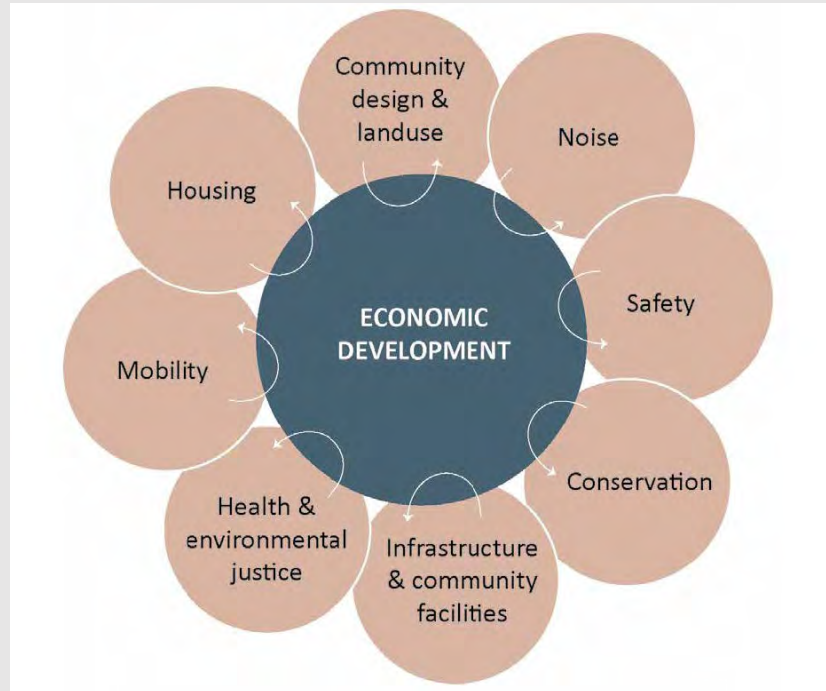 Community
design &
landuse
Noise
Housing
Safety
ECONOMIC
DEVELOPMENT
Mobility
Conservation
Health &
environmental
justice
Infrastructure
& community
facilities